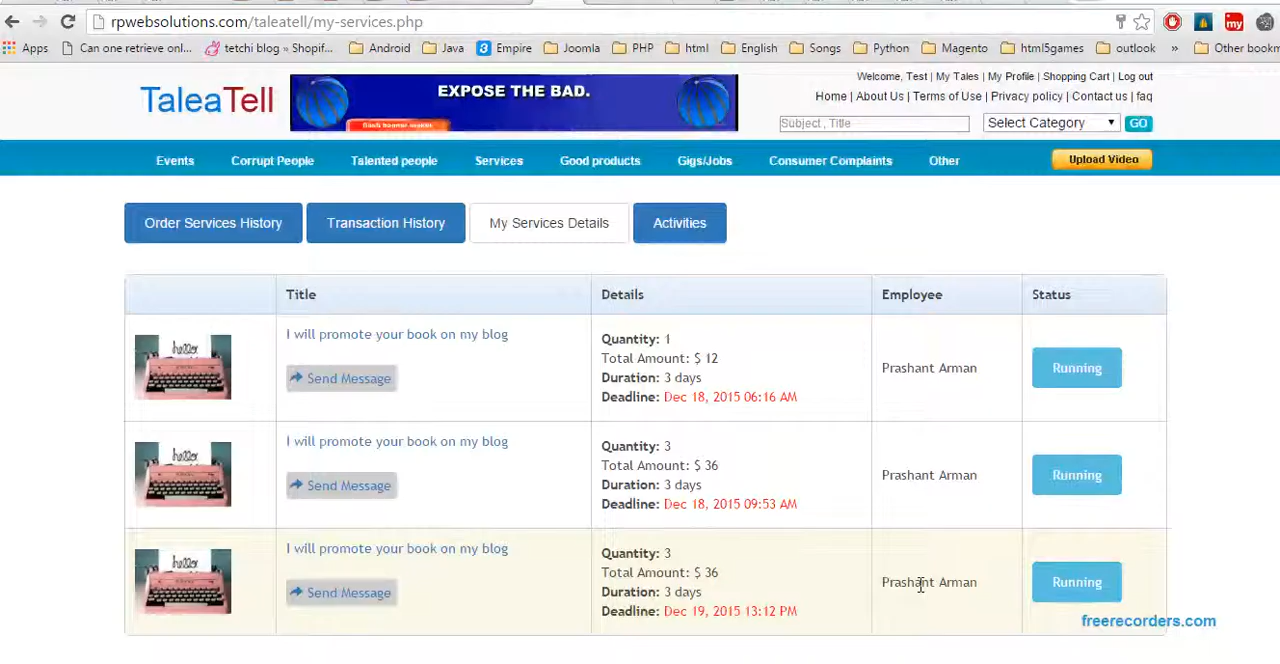 rpwebsolutions.com/taleatell/my-services.php
Apps Can one retrieve onl... tetchi blog » Shopif... Android Java Empire Joomla PHP html English Songs Python Magento html5games outlook » Other bookm
TaleaTell
EXPOSE THE BAD.
Welcome, Test | My Tales | My Profile | Shopping Cart | Log out
Home | About Us | Terms of Use | Privacy policy | Contact us | faq
Subject , Title Select Category GO
Events Corrupt People Talented people Services Good products Gigs/Jobs Consumer Complaints Other Upload Video
Order Services History Transaction History My Services Details Activities
Title Details Employee Status
hello
I will promote your book on my blog
Send Message
Quantity: 1
Total Amount: $ 12
Duration: 3 days
Deadline: Dec 18, 2015 06:16 AM
Prashant Arman
Running
hello
I will promote your book on my blog
Send Message
Quantity: 3
Total Amount: $ 36
Duration: 3 days
Deadline: Dec 18, 2015 09:53 AM
Prashant Arman
Running
hello
I will promote your book on my blog
Send Message
Quantity: 3
Total Amount: $ 36
Duration: 3 days
Deadline: Dec 19, 2015 13:12 PM
Prashant Arman
Running
freerecorders.com